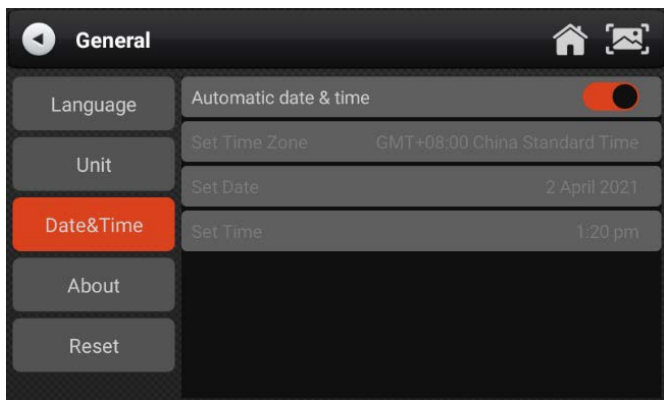 General
Language
Unit
Date&Time
About
Reset
Automatic date & time
Set Time Zone GMT+08:00 China Standard Time
Set Date 2 April 2021
Set Time 1:20 pm